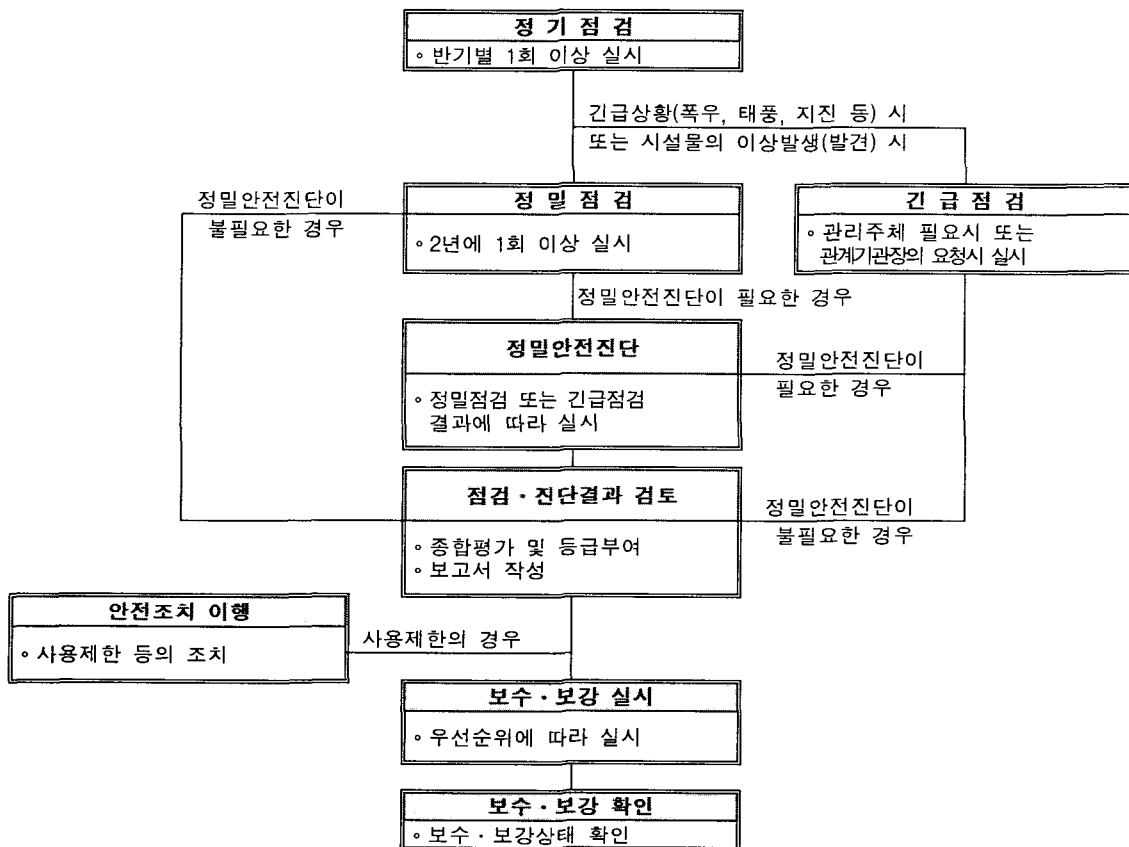 정 기 점 검
∘ 반기별 1회 이상 실시
긴급상황(폭우, 태풍, 지진 등) 시
또는 시설물의 이상발생(발견) 시
정밀안전진단이
불필요한 경우
정 밀 점 검
∘ 2년에 1회 이상 실시
긴 급 점 검
∘ 관리주체 필요시 또는
관계기관장의 요청시 실시
정밀안전진단이 필요한 경우
정밀안전진단
∘ 정밀점검 또는 긴급점검
결과에 따라 실시
정밀안전진단이
필요한 경우
점검·진단결과 검토
∘ 종합평가 및 등급부여
∘ 보고서 작성
정밀안전진단이
불필요한 경우
안전조치 이행
∘ 사용제한 등의 조치
사용제한의 경우
보수·보강 실시
∘ 우선순위에 따라 실시
보수·보강 확인
∘ 보수·보강상태 확인